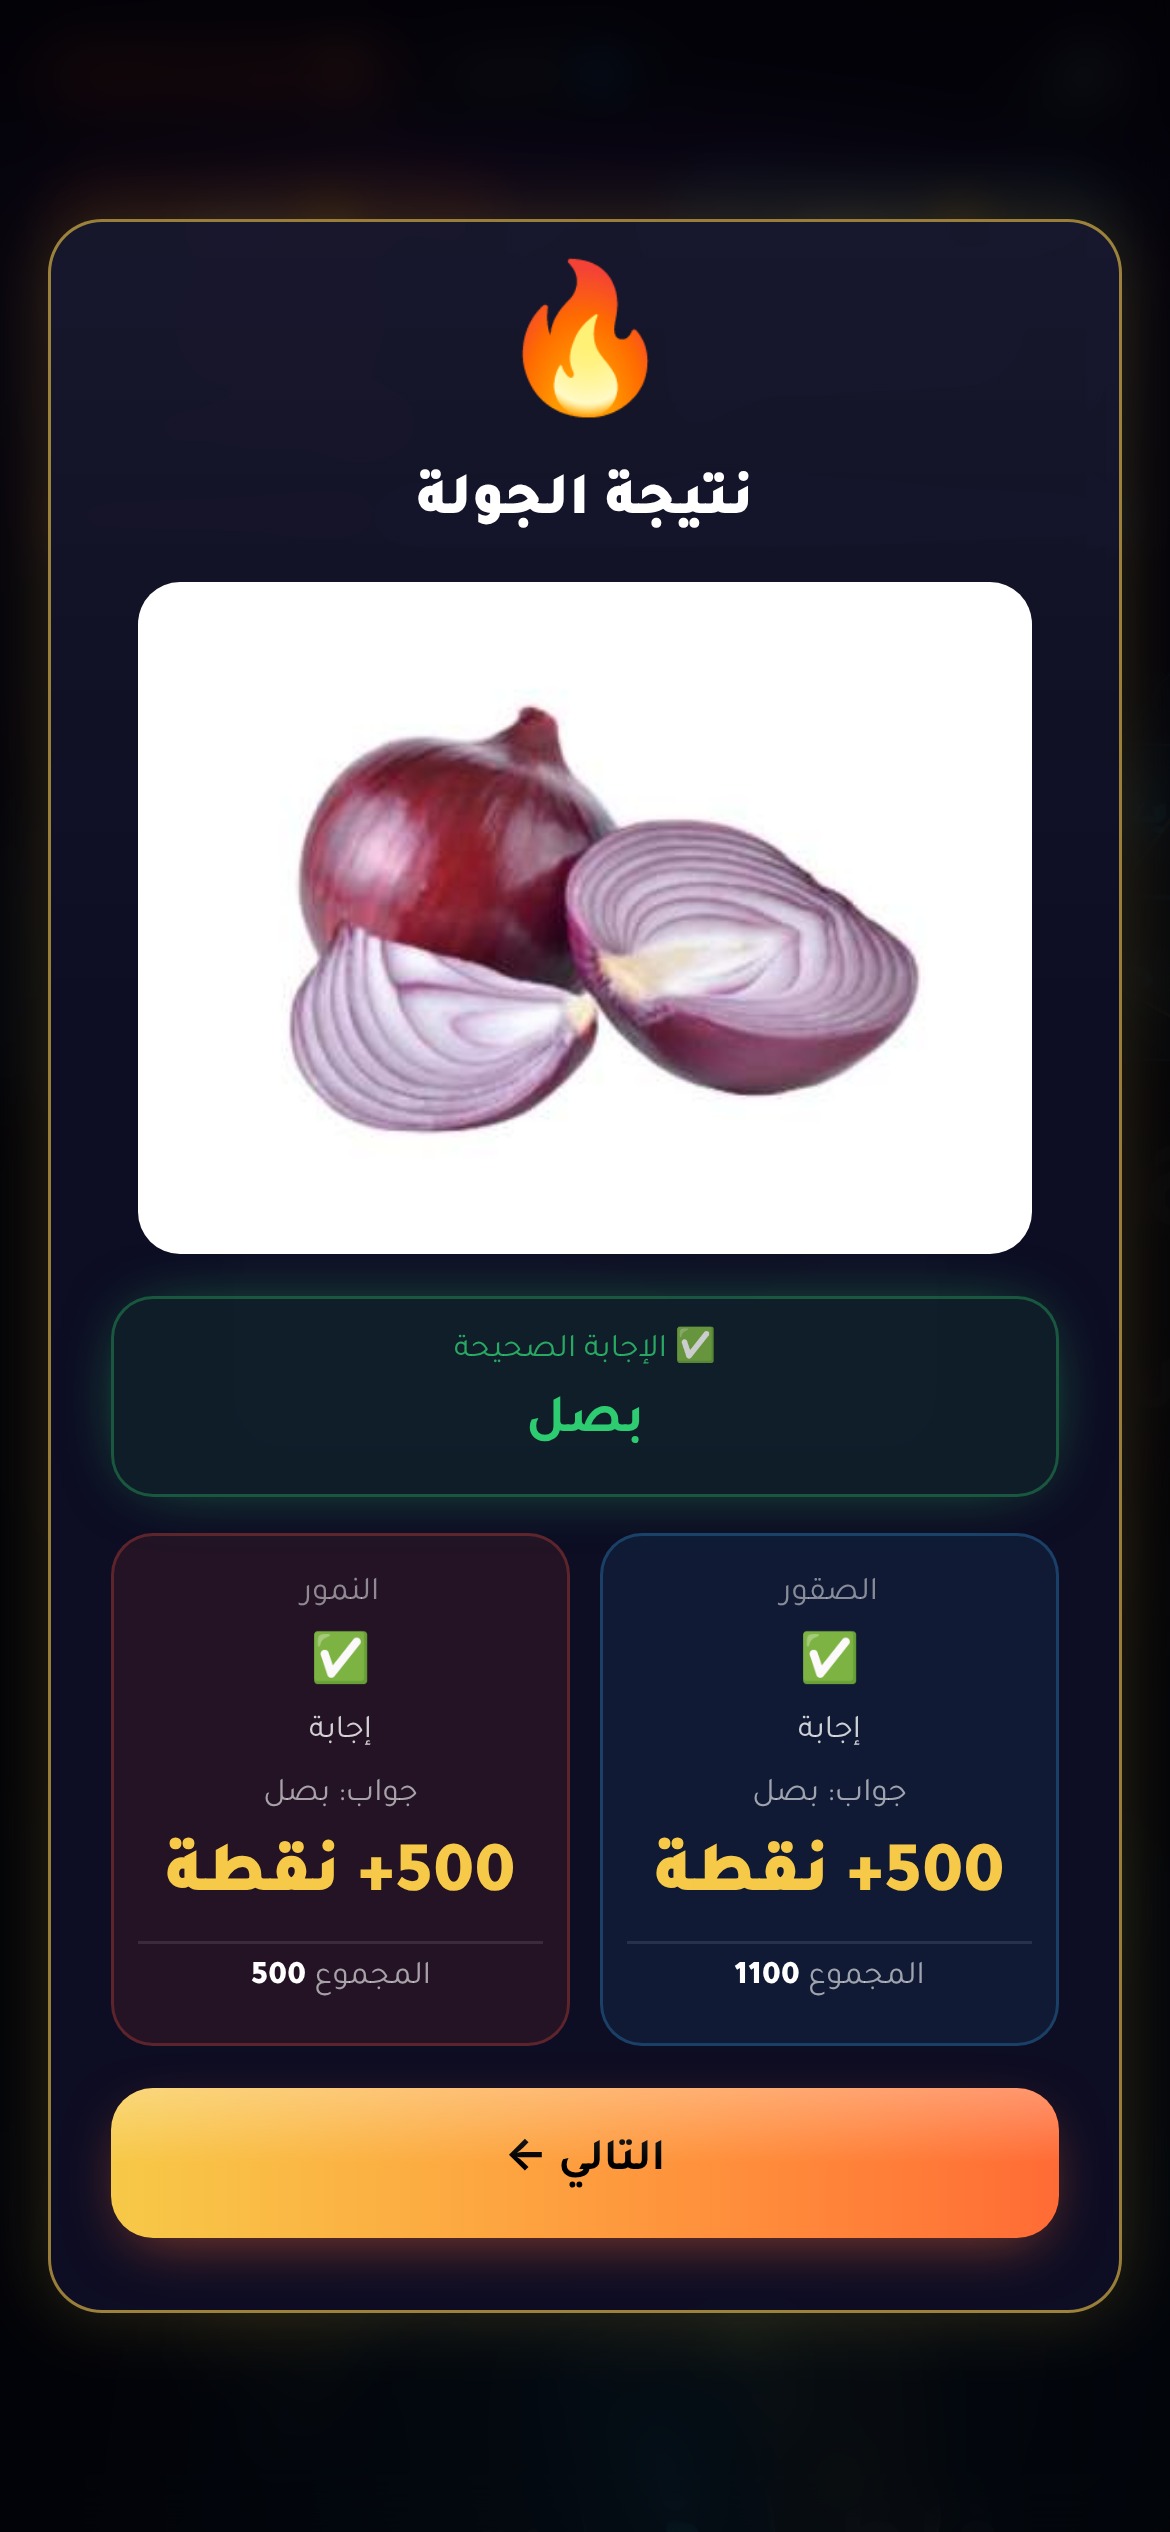 نتيجة الجولة
✅ الإجابة الصحيحة
بصل
الصقور
✅
إجابة
جواب: بصل
+500 نقطة
المجموع 1100
النمور
✅
إجابة
جواب: بصل
+500 نقطة
المجموع 500
التالي ←